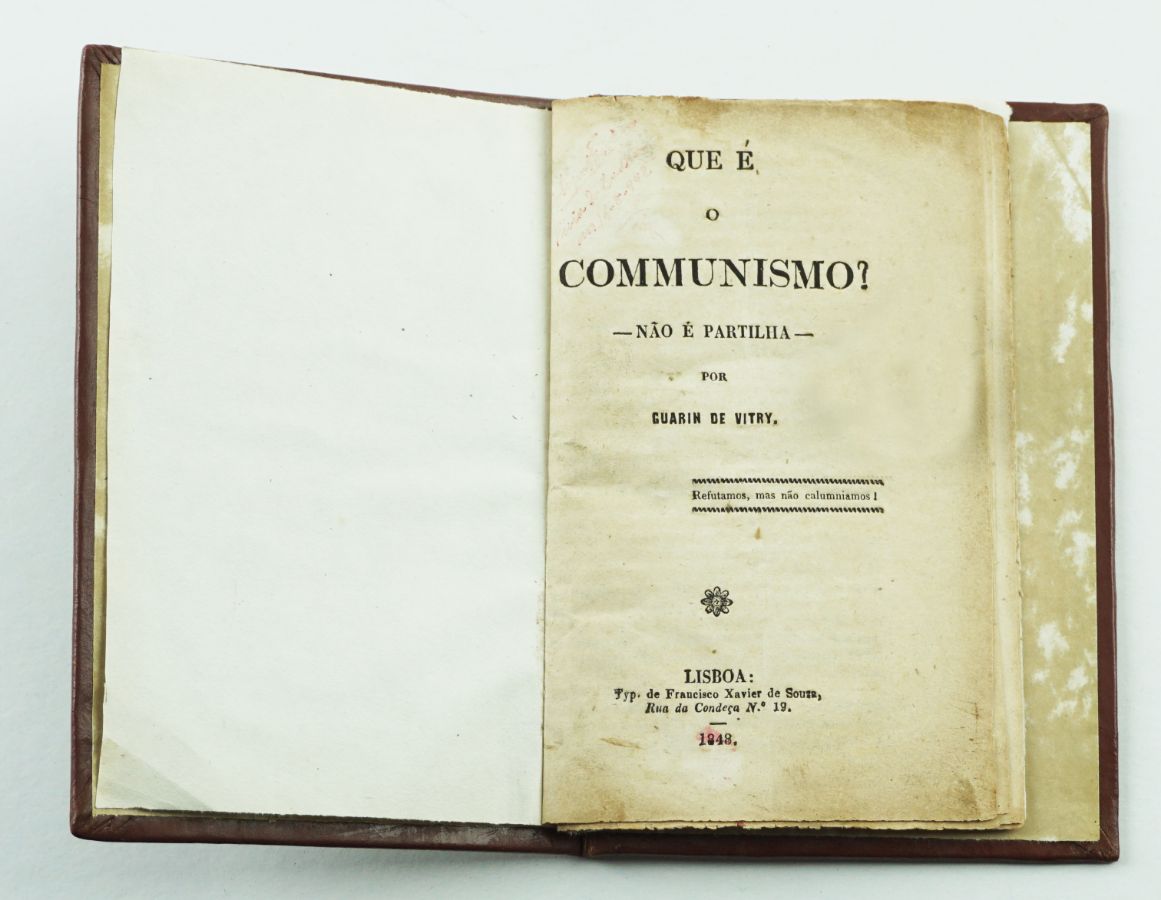 QUE É
O
COMMUNISMO?
— NÃO É PARTILHA —
POR
GUARIN DE VITRY.
Refutamos, mas não calumniamos!
LISBOA:
Typ. de Francisco Xavier de Souza,
Rua da Condeça N.º 19.
1848.